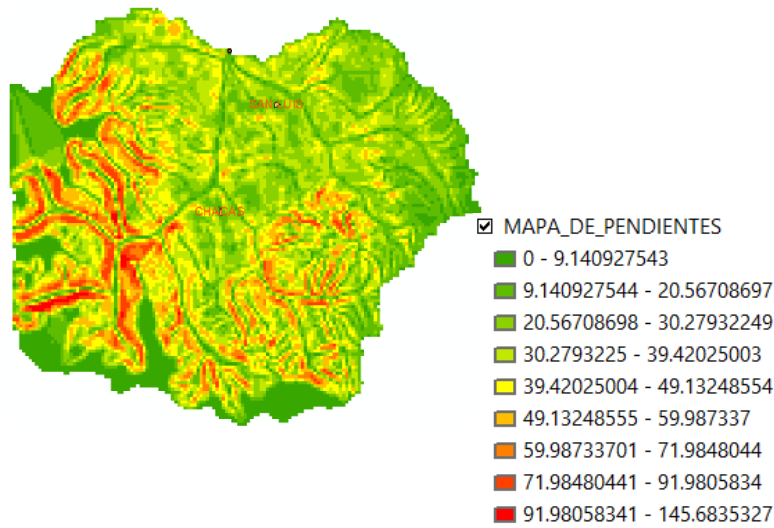 SAN LUIS
CHACAS
MAPA_DE_PENDIENTES
0 - 9.140927543
9.140927544 - 20.56708697
20.56708698 - 30.27932249
30.2793225 - 39.42025003
39.42025004 - 49.13248554
49.13248555 - 59.987337
59.98733701 - 71.9848044
71.98480441 - 91.9805834
91.98058341 - 145.6835327